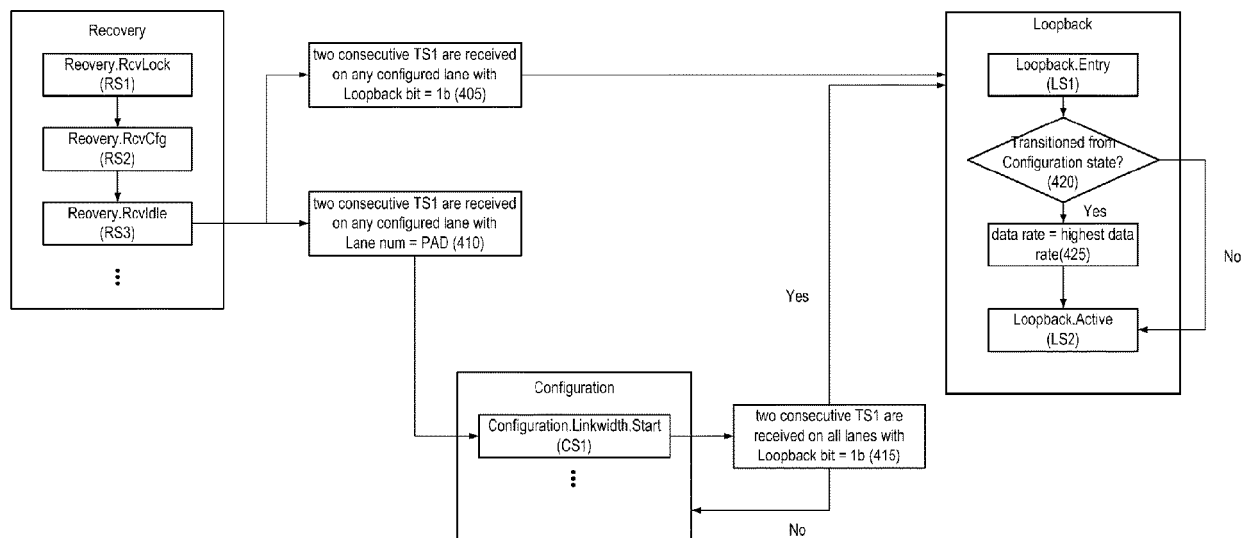 Recovery
Reovery.RcvLock
(RS1)
Reovery.RcvCfg
(RS2)
Reovery.RcvIdle
(RS3)
two consecutive TS1 are received
on any configured lane with
Loopback bit = 1b (405)
two consecutive TS1 are received
on any configured lane with
Lane num = PAD (410)
Configuration
Configuration.Linkwidth.Start
(CS1)
two consecutive TS1 are
received on all lanes with
Loopback bit = 1b (415)
Yes
No
Loopback
Loopback.Entry
(LS1)
Transitioned from
Configuration state?
(420)
Yes
No
data rate = highest data
rate(425)
Loopback.Active
(LS2)